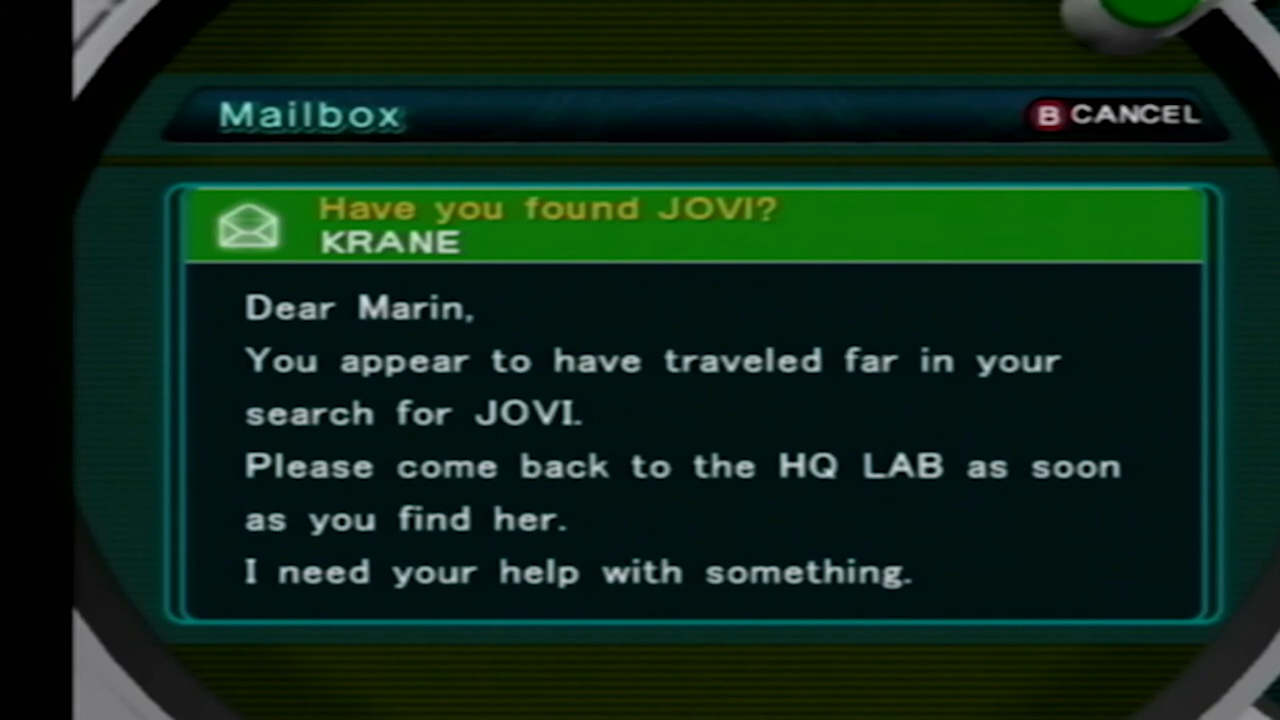 Mailbox
B CANCEL
Have you found JOVI?
KRANE
Dear Marin,
You appear to have traveled far in your
search for JOVI.
Please come back to the HQ LAB as soon
as you find her.
I need your help with something.